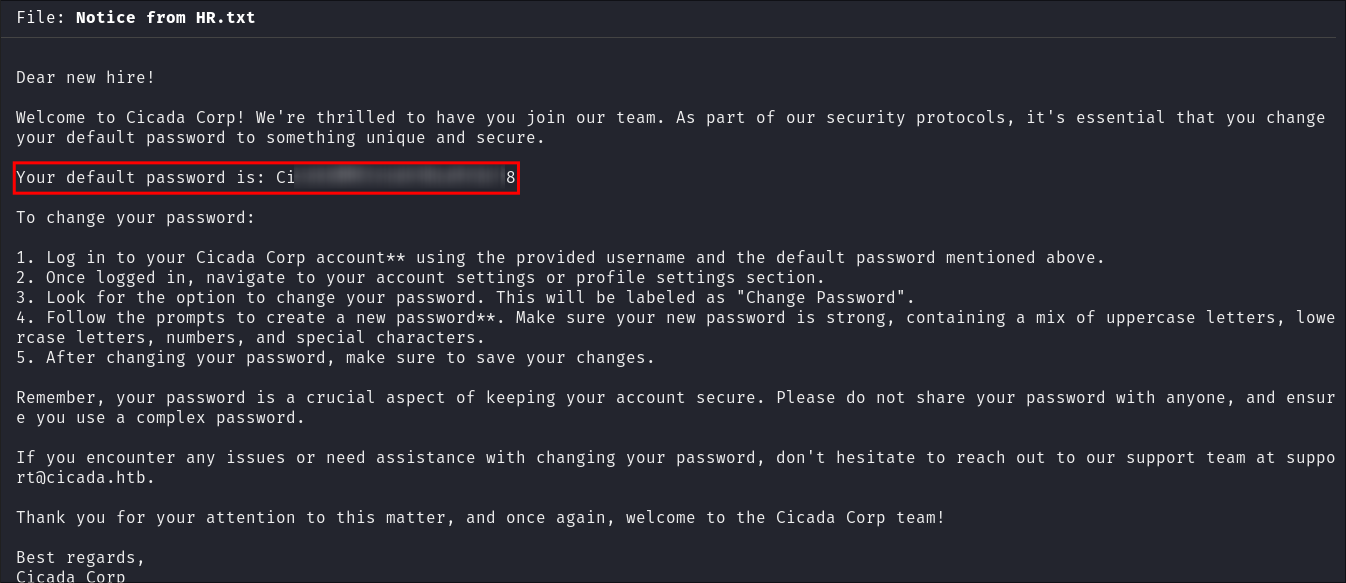 File: Notice from HR.txt
Dear new hire!
Welcome to Cicada Corp! We're thrilled to have you join our team. As part of our security protocols, it's essential that you change
your default password to something unique and secure.
Your default password is: Ci 8
To change your password:
1. Log in to your Cicada Corp account** using the provided username and the default password mentioned above.
2. Once logged in, navigate to your account settings or profile settings section.
3. Look for the option to change your password. This will be labeled as "Change Password".
4. Follow the prompts to create a new password**. Make sure your new password is strong, containing a mix of uppercase letters, lowe
rcase letters, numbers, and special characters.
5. After changing your password, make sure to save your changes.
Remember, your password is a crucial aspect of keeping your account secure. Please do not share your password with anyone, and ensur
e you use a complex password.
If you encounter any issues or need assistance with changing your password, don't hesitate to reach out to our support team at suppo
rt@cicada.htb.
Thank you for your attention to this matter, and once again, welcome to the Cicada Corp team!
Best regards,
Cicada Corp